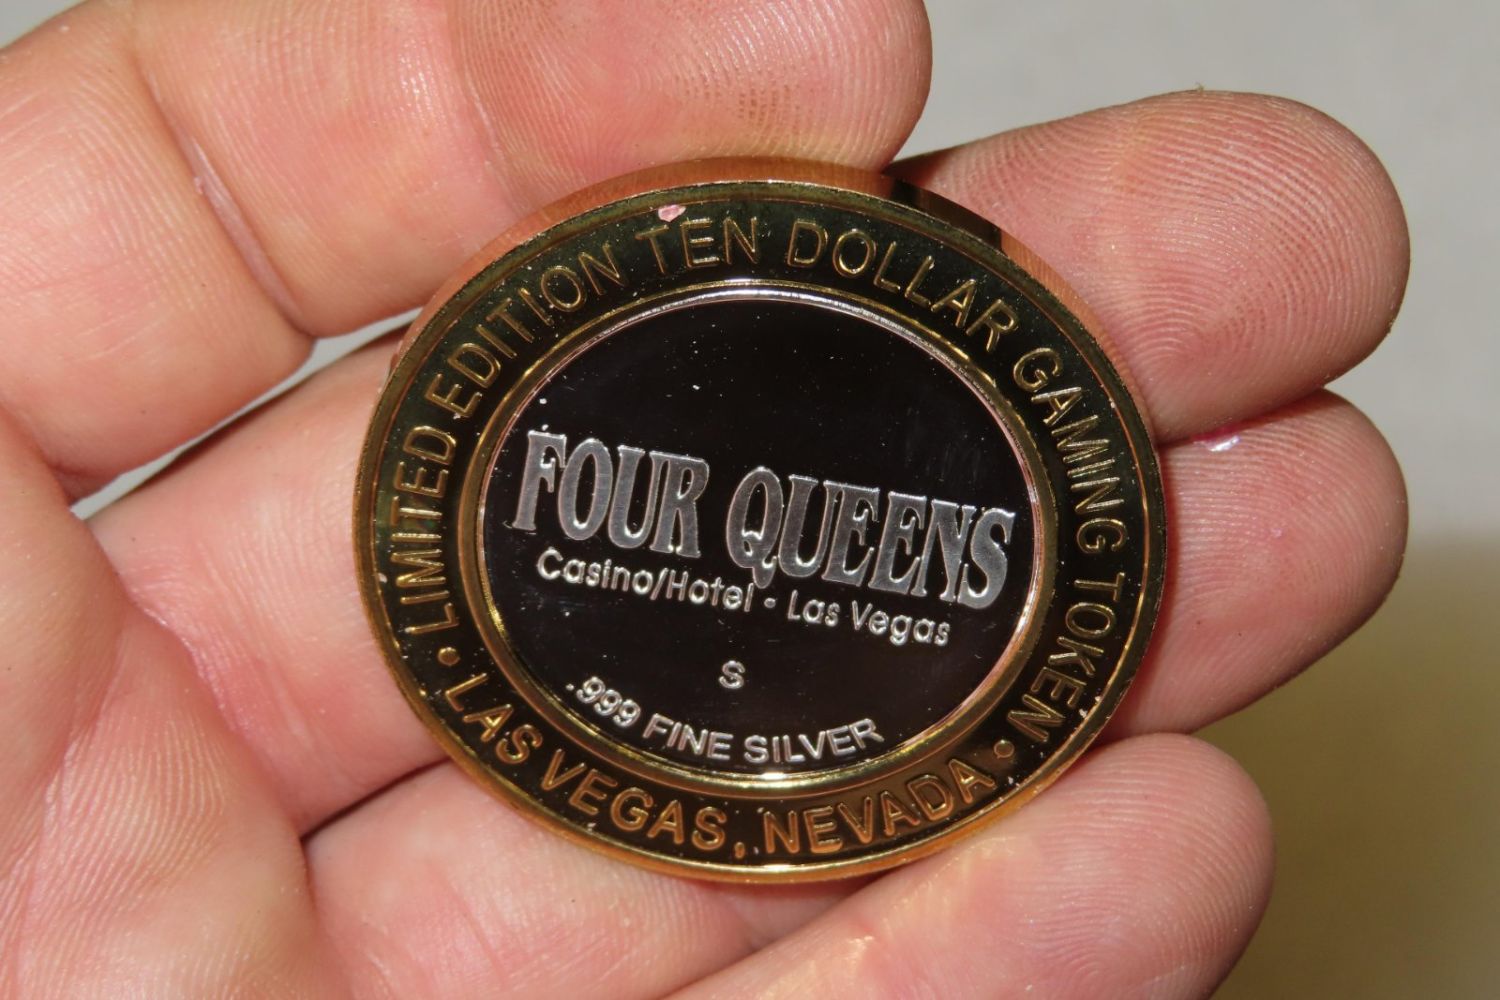 LIMITED EDITION TEN DOLLAR GAMING TOKEN
FOUR QUEENS
Casino/Hotel - Las Vegas
S
.999 FINE SILVER
• LAS VEGAS, NEVADA •